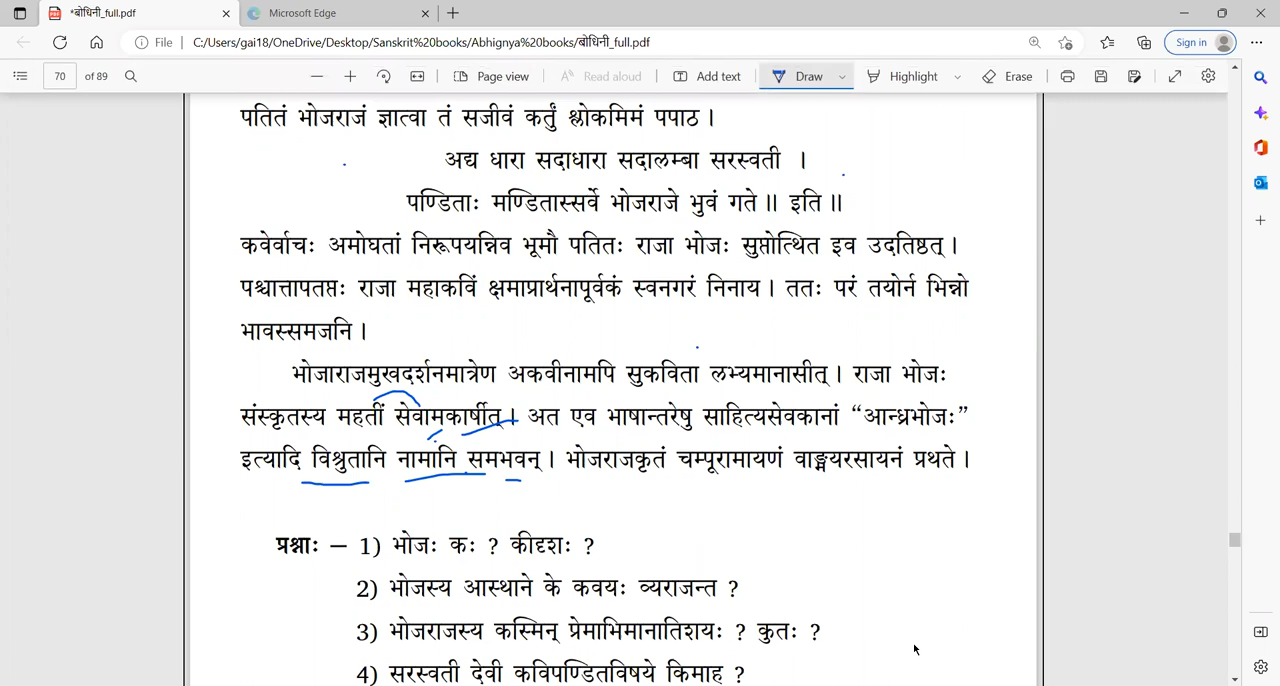 *बोधिनी_full.pdf
Microsoft Edge
File
C:/Users/gai18/OneDrive/Desktop/Sanskrit%20books/Abhignya%20books/बोधिनी_full.pdf
Sign in
70 of 89
Page view
Read aloud
Add text
Draw
Highlight
Erase
पतितं भोजराजं ज्ञात्वा तं सजीवं कर्तुं श्लोकमिमं पपाठ ।
अद्य धारा सदाधारा सदालम्बा सरस्वती ।
पण्डिताः मण्डितास्सर्वे भोजराजे भुवं गते ॥ इति ॥
कवेर्वाचः अमोघतां निरूपयन्निव भूमौ पतितः राजा भोजः सुप्तोत्थित इव उदतिष्ठत् ।
पश्चात्तापतप्तः राजा महाकविं क्षमाप्रार्थनापूर्वकं स्वनगरं निनाय । ततः परं तयोर्न भिन्नो
भावस्समजनि ।
भोजाराजमुखदर्शनमात्रेण अकवीनामपि सुकविता लभ्यमानासीत् । राजा भोजः
संस्कृतस्य महतीं सेवामकार्षीत् । अत एव भाषान्तरेषु साहित्यसेवकानां “आन्ध्रभोजः”
इत्यादि विश्रुतानि नामानि समभवन् । भोजराजकृतं चम्पूरामायणं वाङ्मयरसायनं प्रथते ।
प्रश्नाः – 1) भोजः कः ? कीदृशः ?
2) भोजस्य आस्थाने के कवयः व्यराजन्त ?
3) भोजराजस्य कस्मिन् प्रेमाभिमानातिशयः ? कुतः ?
4) सरस्वती देवी कविपण्डितविषये किमाह ?